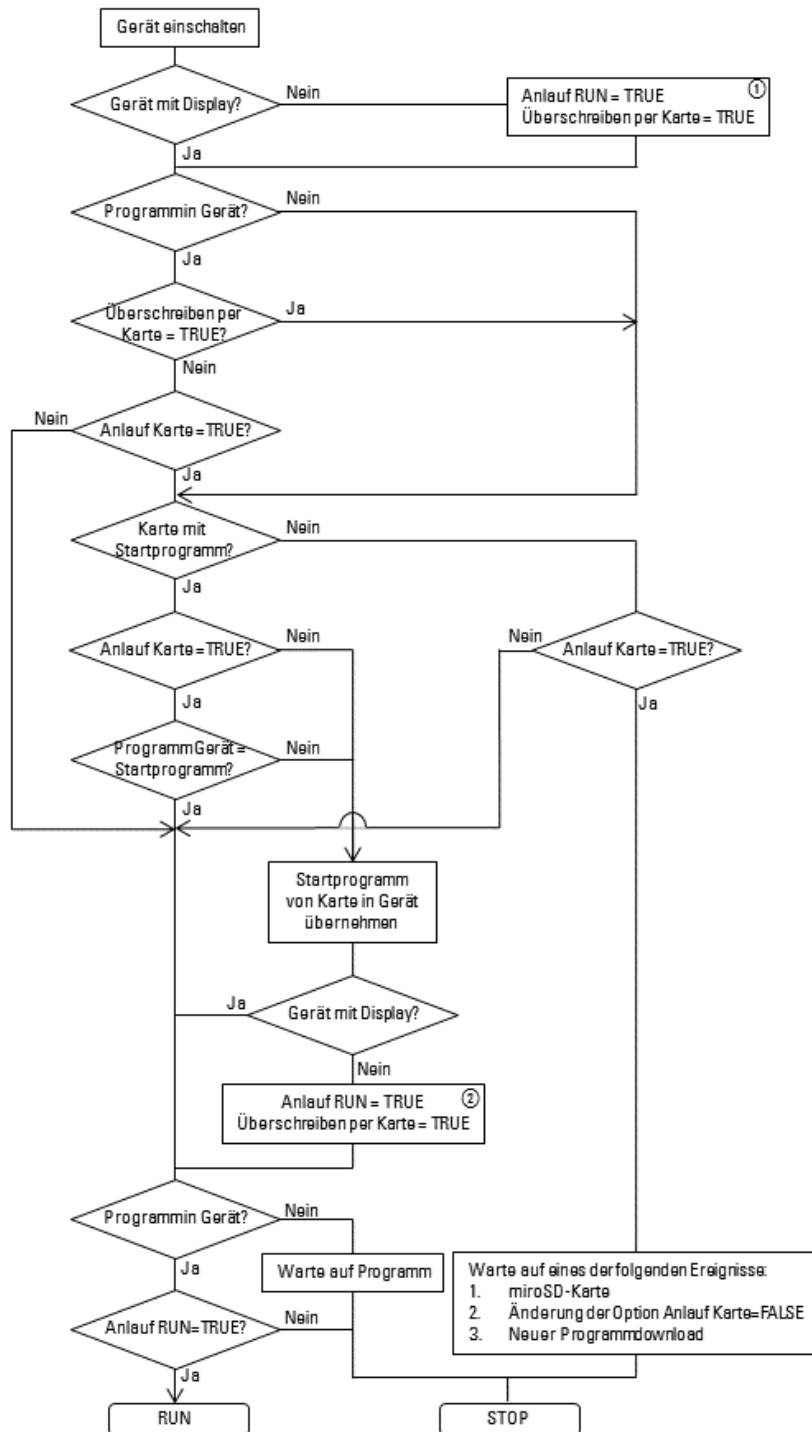 Gerät einschalten
Gerät mit Display?
Nein
Anlauf RUN = TRUE
①
Überschreiben per Karte = TRUE
Ja
Programmin Gerät?
Nein
Ja
Überschreiben per
Karte = TRUE?
Ja
Nein
Nein
Anlauf Karte=TRUE?
Ja
Karte mit
Startprogramm?
Nein
Ja
Anlauf Karte=TRUE?
Nein
Nein
Anlauf Karte=TRUE?
Ja
Ja
ProgrammGerät=
Startprogramm?
Nein
Ja
Startprogramm
von Karte in Gerät
übernehmen
Ja
Gerät mit Display?
Nein
Anlauf RUN = TRUE
②
Überschreiben per Karte = TRUE
Programmin Gerät?
Nein
Ja
Warte auf Programm
Warte auf eines derfolgenden Ereignisse:
1. miroSD-Karte
2. Änderung der Option Anlauf Karte=FALSE
3. Neuer Programmdownload
Anlauf RUN=TRUE?
Nein
Ja
RUN
STOP